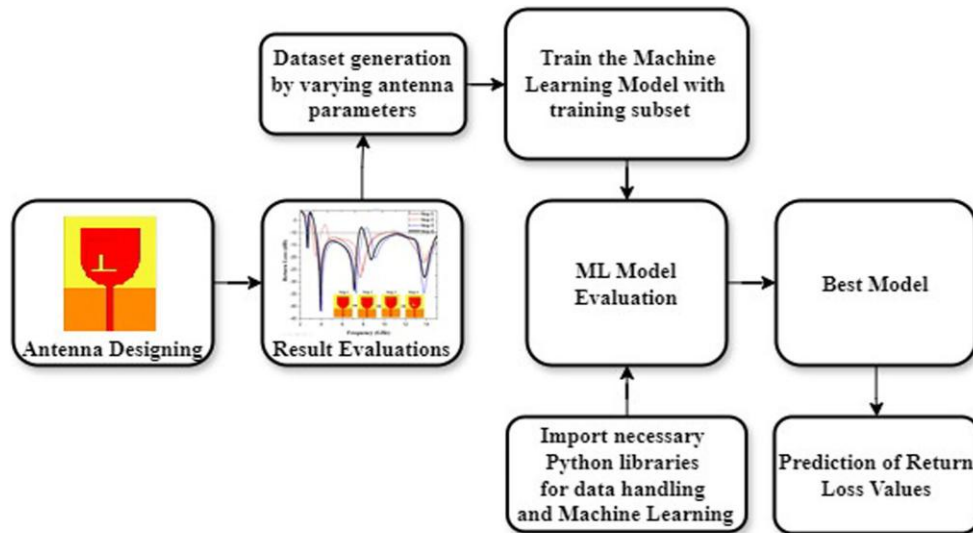 Dataset generation
by varying antenna
parameters
Train the Machine
Learning Model with
training subset
Antenna Designing
Frequency (GHz)
Result Evaluations
ML Model
Evaluation
Best Model
Import necessary
Python libraries
for data handling
and Machine Learning
Prediction of Return
Loss Values